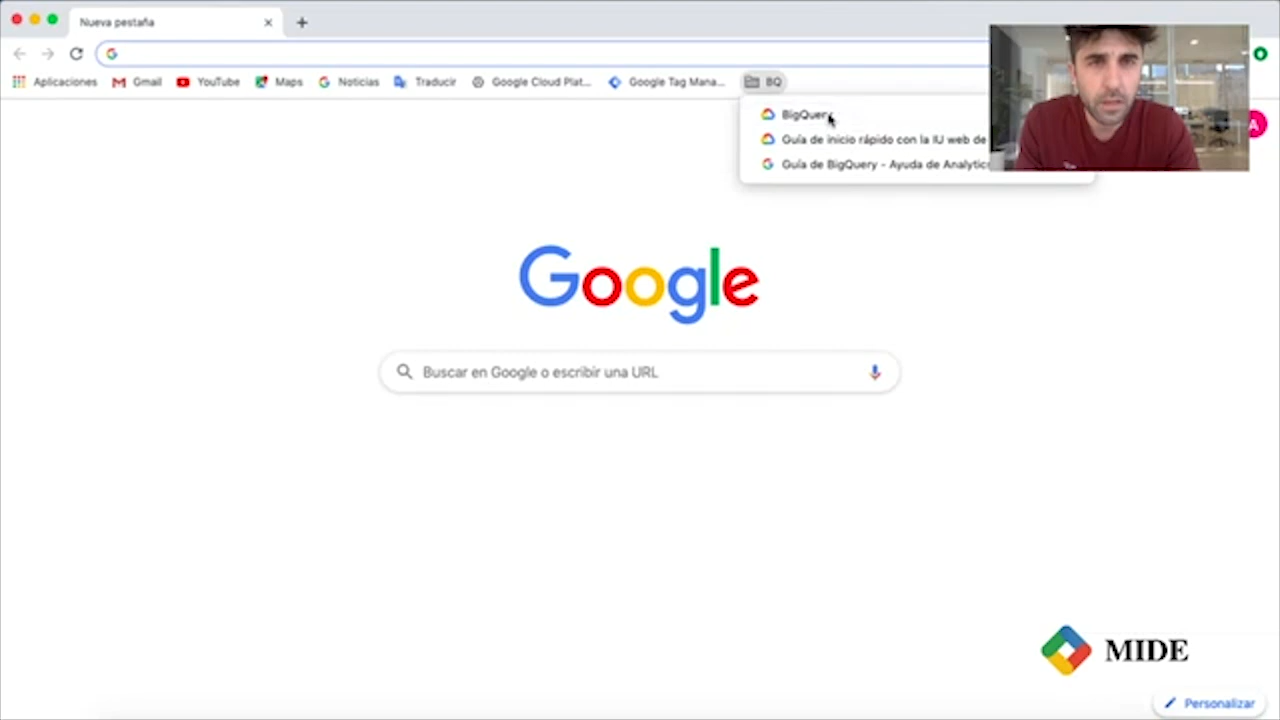 Nueva pestaña
Aplicaciones Gmail YouTube Maps Noticias Traducir Google Cloud Plat... Google Tag Mana... BQ
BigQuery
Guía de inicio rápido con la IU web de
Guía de BigQuery - Ayuda de Analytics
A
Google
Buscar en Google o escribir una URL
MIDE
Personalizar